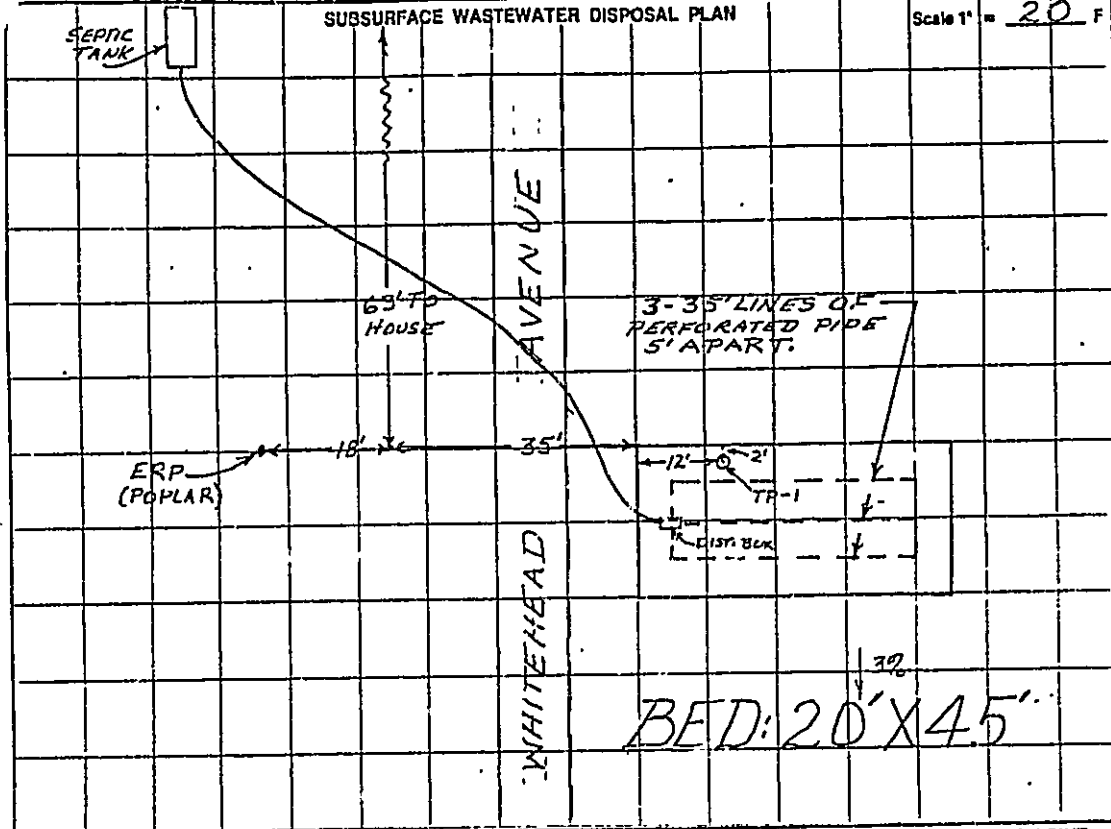 SUBSURFACE WASTEWATER DISPOSAL PLAN
Scale 1" = 20 F
SEPTIC
TANK
AVENUE
3-35' LINES OF
PERFORATED PIPE
5' APART.
TO
HOUSE
18'
35'
ERP
(POPLAR)
12'
2'
TP-1
DIST. BOX
WHITEHEAD
3%
BED: 20' X 45'